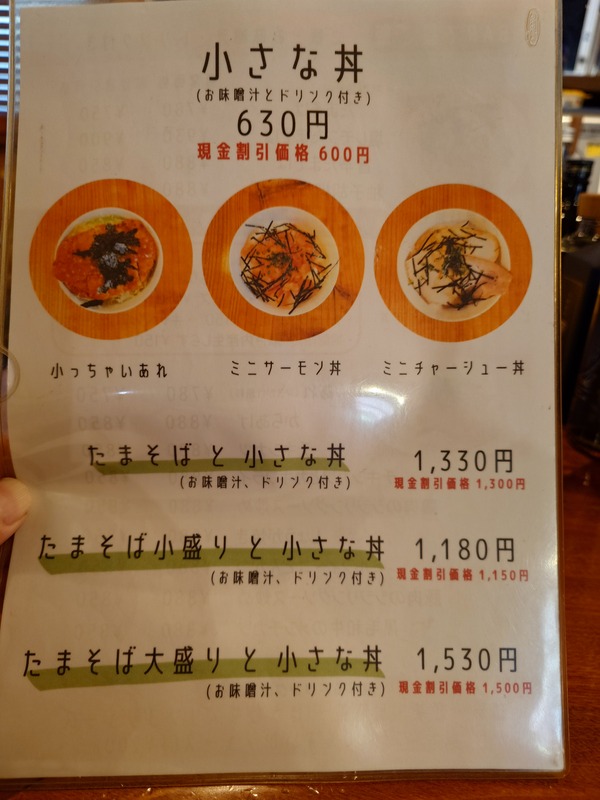 小さな丼
(お味噌汁とドリンク付き)
630円
現金割引価格 600円
小っちゃいあれ
ミニサーモン丼
ミニチャーシュー丼
たまそばと小さな丼
1,330円
(お味噌汁、ドリンク付き)
現金割引価格 1,300円
たまそば小盛りと小さな丼
1,180円
(お味噌汁、ドリンク付き)
現金割引価格 1,150円
たまそば大盛りと小さな丼
1,530円
(お味噌汁、ドリンク付き)
現金割引価格 1,500円